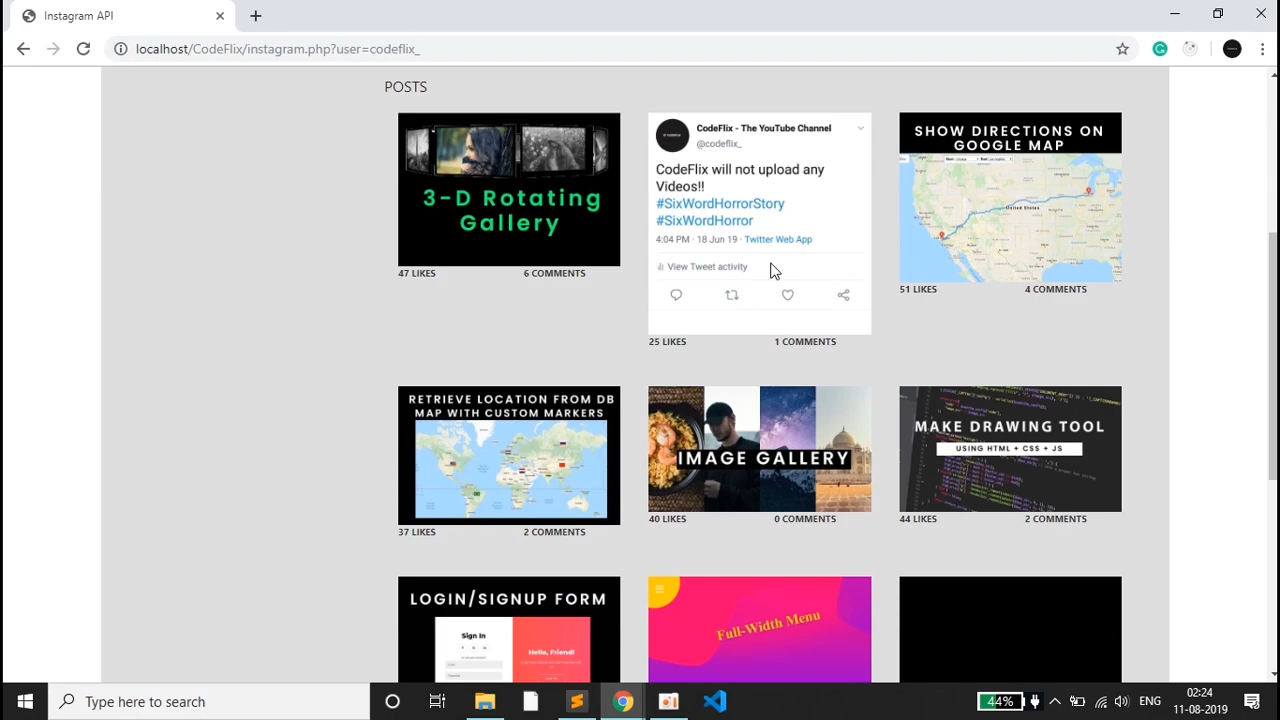 Instagram API
localhost/CodeFlix/instagram.php?user=codeflix_
POSTS
3-D Rotating
Gallery
47 LIKES
6 COMMENTS
CodeFlix - The YouTube Channel
@codeflix_
CodeFlix will not upload any
Videos!!
#SixWordHorrorStory
#SixWordHorror
4:04 PM · 18 Jun 19 · Twitter Web App
View Tweet activity
25 LIKES
1 COMMENTS
SHOW DIRECTIONS ON
GOOGLE MAP
United States
51 LIKES
4 COMMENTS
RETRIEVE LOCATION FROM DB
MAP WITH CUSTOM MARKERS
37 LIKES
2 COMMENTS
IMAGE GALLERY
40 LIKES
0 COMMENTS
MAKE DRAWING TOOL
USING HTML + CSS + JS
44 LIKES
2 COMMENTS
LOGIN/SIGNUP FORM
Sign In
Hello, Friend!
Full-Width Menu
Type here to search
44%
ENG
02:24
11-08-2019